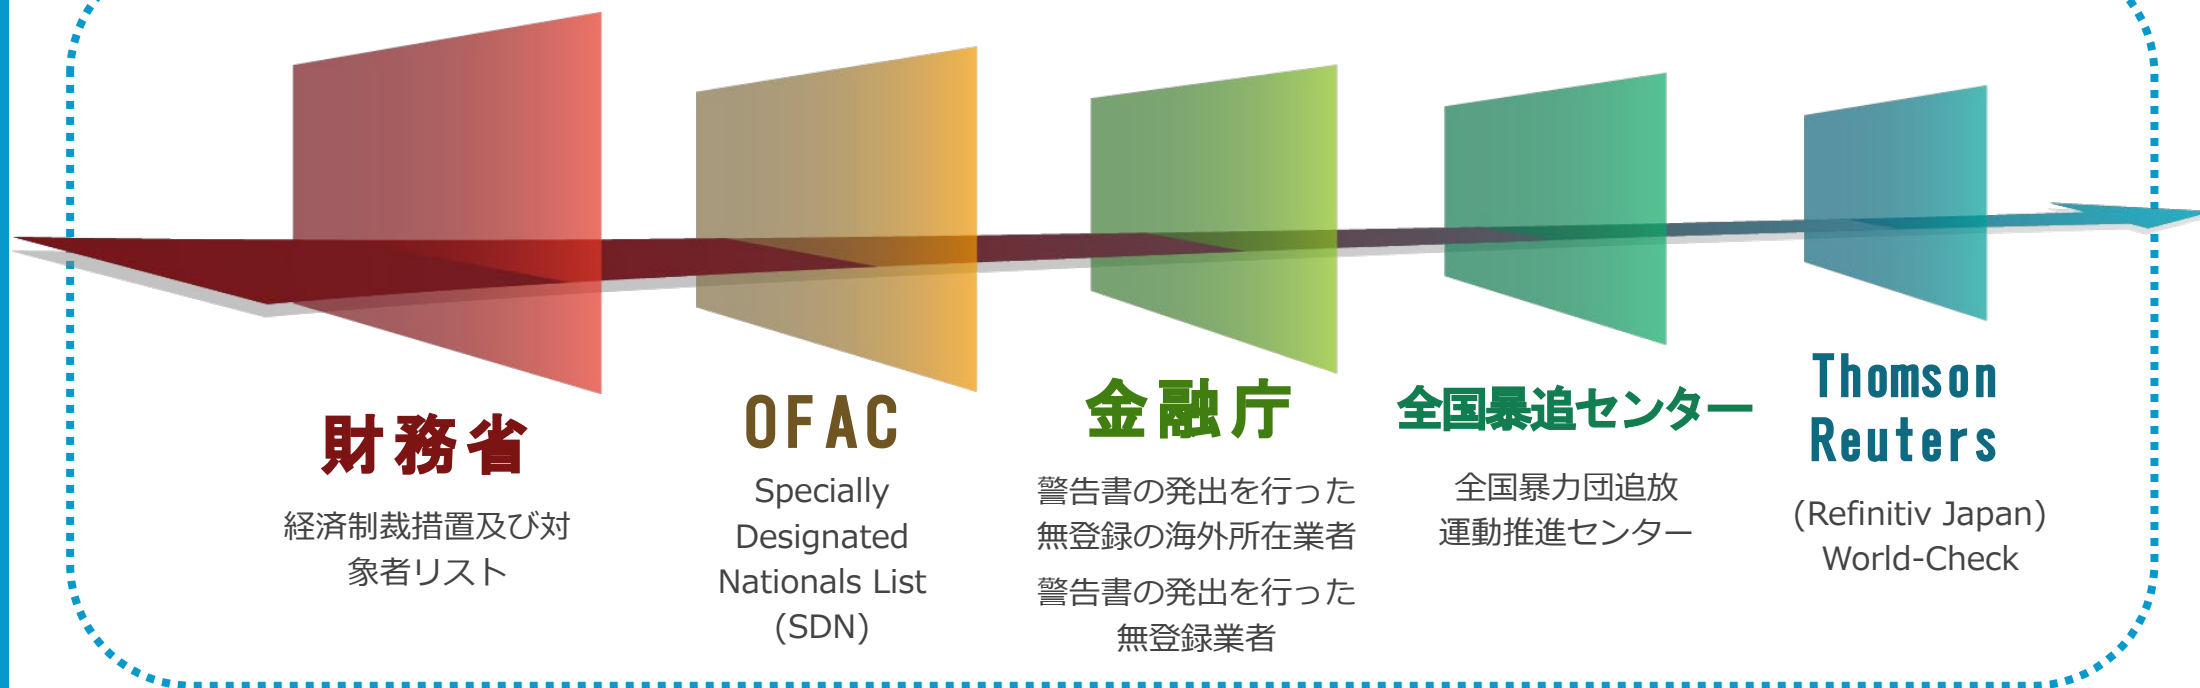 財務省
経済制裁措置及び対
象者リスト
OFAC
Specially
Designated
Nationals List
(SDN)
金融庁
警告書の発出を行った
無登録の海外所在業者
警告書の発出を行った
無登録業者
全国暴追センター
全国暴力団追放
運動推進センター
Thomson
Reuters
(Refinitiv Japan)
World-Check